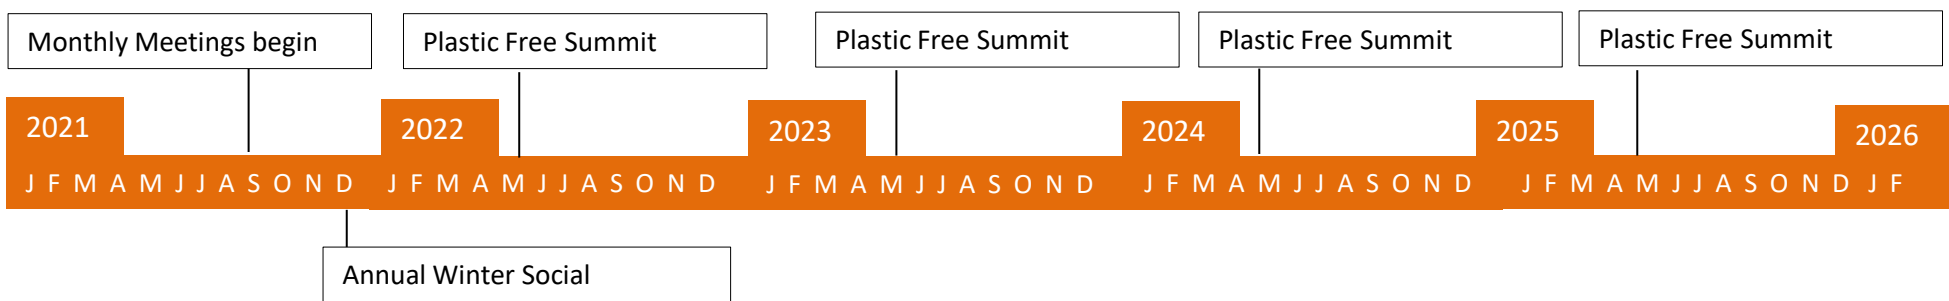 Monthly Meetings begin
Plastic Free Summit
Plastic Free Summit
Plastic Free Summit
Plastic Free Summit
2021
2022
2023
2024
2025
2026
J F M A M J J A S O N D
J F M A M J J A S O N D
J F M A M J J A S O N D
J F M A M J J A S O N D
J F M A M J J A S O N D
J F
Annual Winter Social